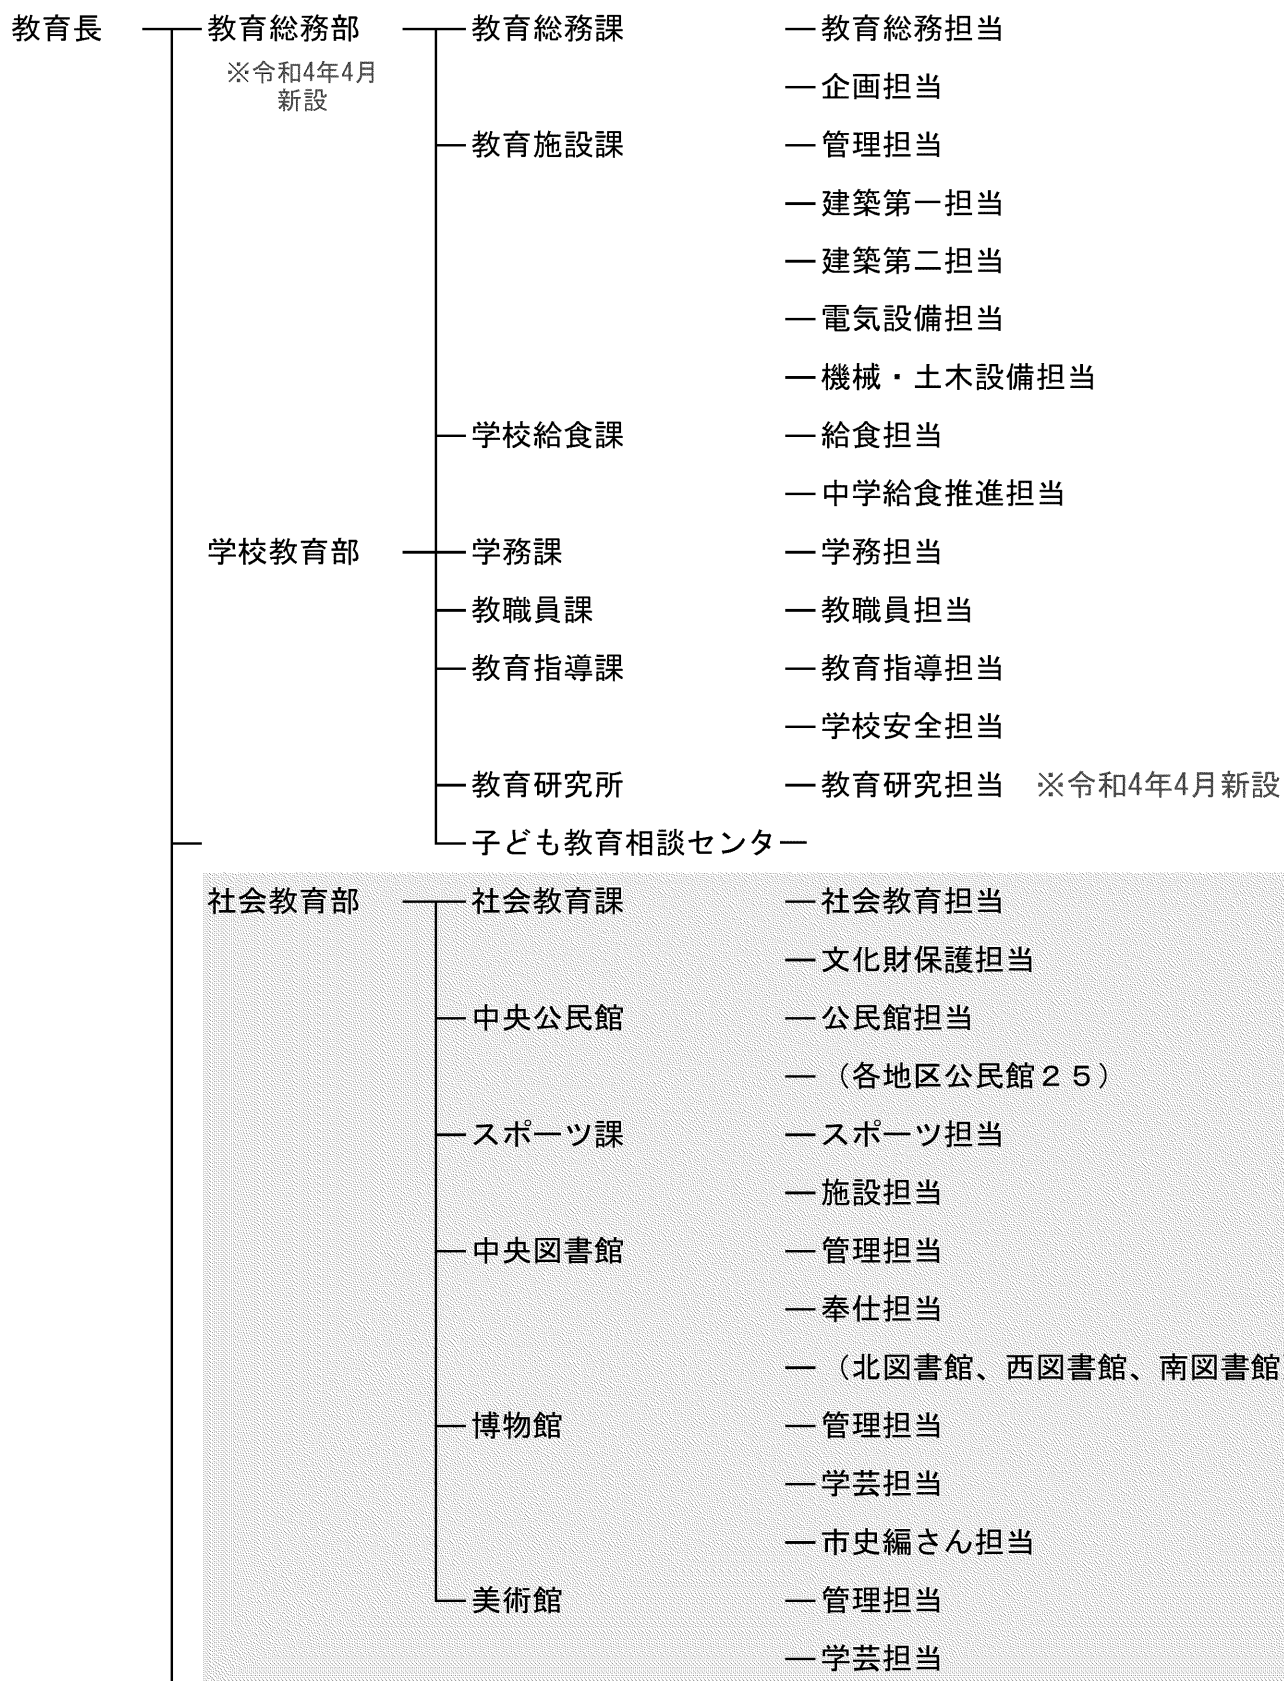 教育長 教育総務部 教育総務課 教育総務担当
※令和4年4月
新設
企画担当
教育施設課 管理担当
建築第一担当
建築第二担当
電気設備担当
機械・土木設備担当
学校給食課 給食担当
中学給食推進担当
学校教育部 学務課 学務担当
教職員課 教職員担当
教育指導課 教育指導担当
学校安全担当
教育研究所 教育研究担当 ※令和4年4月新設
子ども教育相談センター
社会教育部 社会教育課 社会教育担当
文化財保護担当
中央公民館 公民館担当
（各地区公民館２５）
スポーツ課 スポーツ担当
施設担当
中央図書館 管理担当
奉仕担当
（北図書館、西図書館、南図書館
博物館 管理担当
学芸担当
市史編さん担当
美術館 管理担当
学芸担当